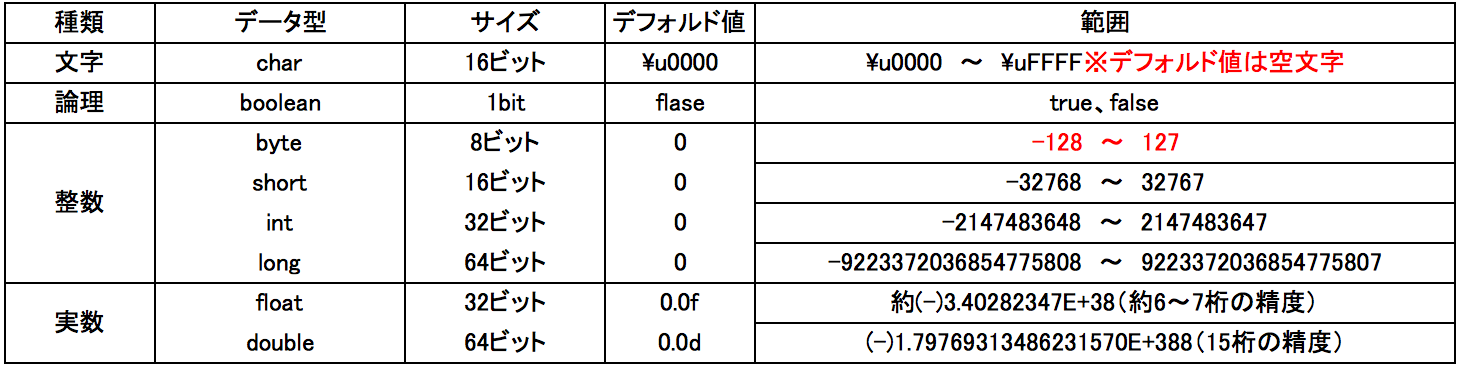 種類 データ型 サイズ デフォルド値 範囲
文字 char 16ビット ¥u0000 ¥u0000 ～ ¥uFFFF※デフォルド値は空文字
論理 boolean 1bit flase true、false
整数 byte 8ビット 0 -128 ～ 127
short 16ビット 0 -32768 ～ 32767
int 32ビット 0 -2147483648 ～ 2147483647
long 64ビット 0 -9223372036854775808 ～ 9223372036854775807
実数 float 32ビット 0.0f 約(-)3.40282347E+38（約6～7桁の精度）
double 64ビット 0.0d (-)1.79769313486231570E+388（15桁の精度）